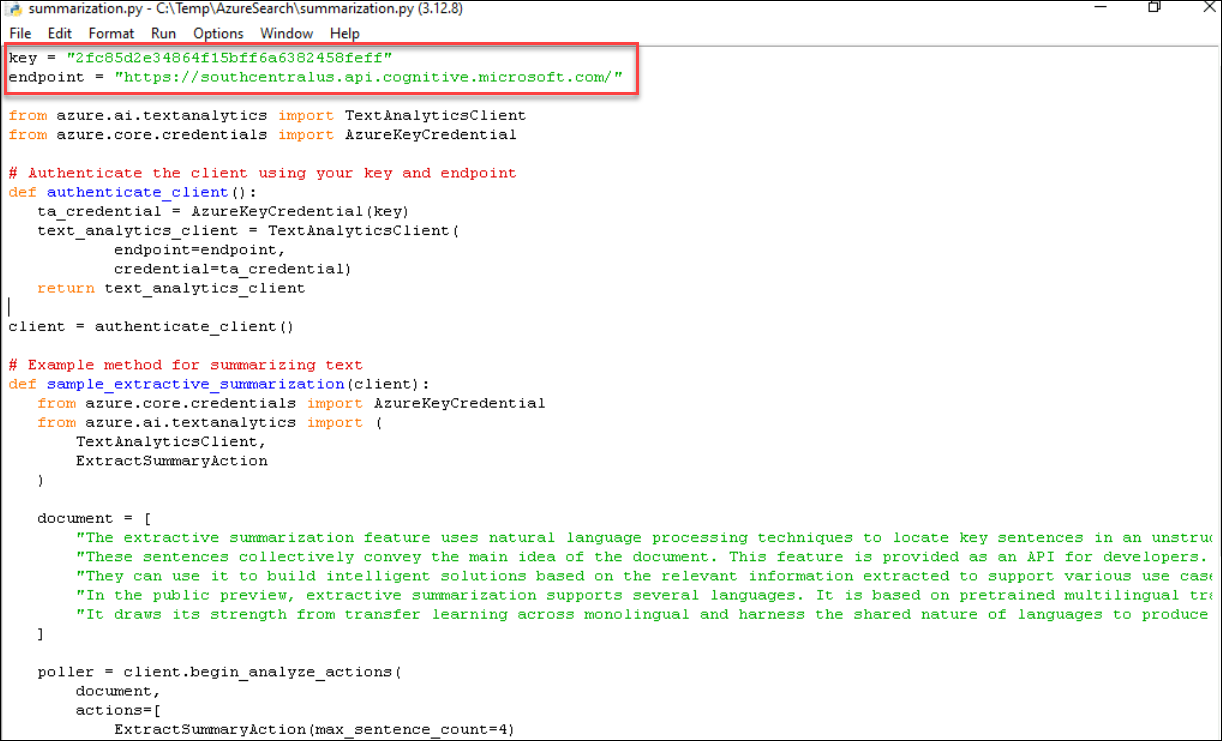 summarization.py - C:\Temp\AzureSearch\summarization.py (3.12.8)
File Edit Format Run Options Window Help
key = "2fc85d2e34864f15bff6a6382458feff"
endpoint = "https://southcentralus.api.cognitive.microsoft.com/"
from azure.ai.textanalytics import TextAnalyticsClient
from azure.core.credentials import AzureKeyCredential
# Authenticate the client using your key and endpoint
def authenticate_client():
ta_credential = AzureKeyCredential(key)
text_analytics_client = TextAnalyticsClient(
endpoint=endpoint,
credential=ta_credential)
return text_analytics_client
client = authenticate_client()
# Example method for summarizing text
def sample_extractive_summarization(client):
from azure.core.credentials import AzureKeyCredential
from azure.ai.textanalytics import (
TextAnalyticsClient,
ExtractSummaryAction
)
document = [
"The extractive summarization feature uses natural language processing techniques to locate key sentences in an unstruc
"These sentences collectively convey the main idea of the document. This feature is provided as an API for developers.
"They can use it to build intelligent solutions based on the relevant information extracted to support various use case
"In the public preview, extractive summarization supports several languages. It is based on pretrained multilingual tra
"It draws its strength from transfer learning across monolingual and harness the shared nature of languages to produce
]
poller = client.begin_analyze_actions(
document,
actions=[
ExtractSummaryAction(max_sentence_count=4)